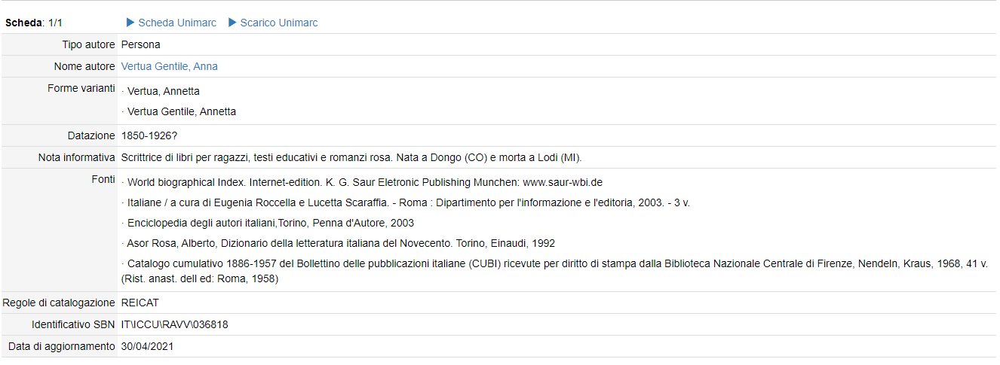 Scheda: 1/1 ▶ Scheda Unimarc ▶ Scarico Unimarc
Tipo autore Persona
Nome autore Vertua Gentile, Anna
Forme varianti · Vertua, Annetta
· Vertua Gentile, Annetta
Datazione 1850-1926?
Nota informativa Scrittrice di libri per ragazzi, testi educativi e romanzi rosa. Nata a Dongo (CO) e morta a Lodi (MI).
Fonti · World biographical Index. Internet-edition. K. G. Saur Eletronic Publishing Munchen: www.saur-wbi.de
· Italiane / a cura di Eugenia Roccella e Lucetta Scaraffia. - Roma : Dipartimento per l'informazione e l'editoria, 2003. - 3 v.
· Enciclopedia degli autori italiani,Torino, Penna d'Autore, 2003
· Asor Rosa, Alberto, Dizionario della letteratura italiana del Novecento. Torino, Einaudi, 1992
· Catalogo cumulativo 1886-1957 del Bollettino delle pubblicazioni italiane (CUBI) ricevute per diritto di stampa dalla Biblioteca Nazionale Centrale di Firenze, Nendeln, Kraus, 1968, 41 v.
(Rist. anast. dell ed: Roma, 1958)
Regole di catalogazione REICAT
Identificativo SBN IT\ICCU\RAVV\036818
Data di aggiornamento 30/04/2021